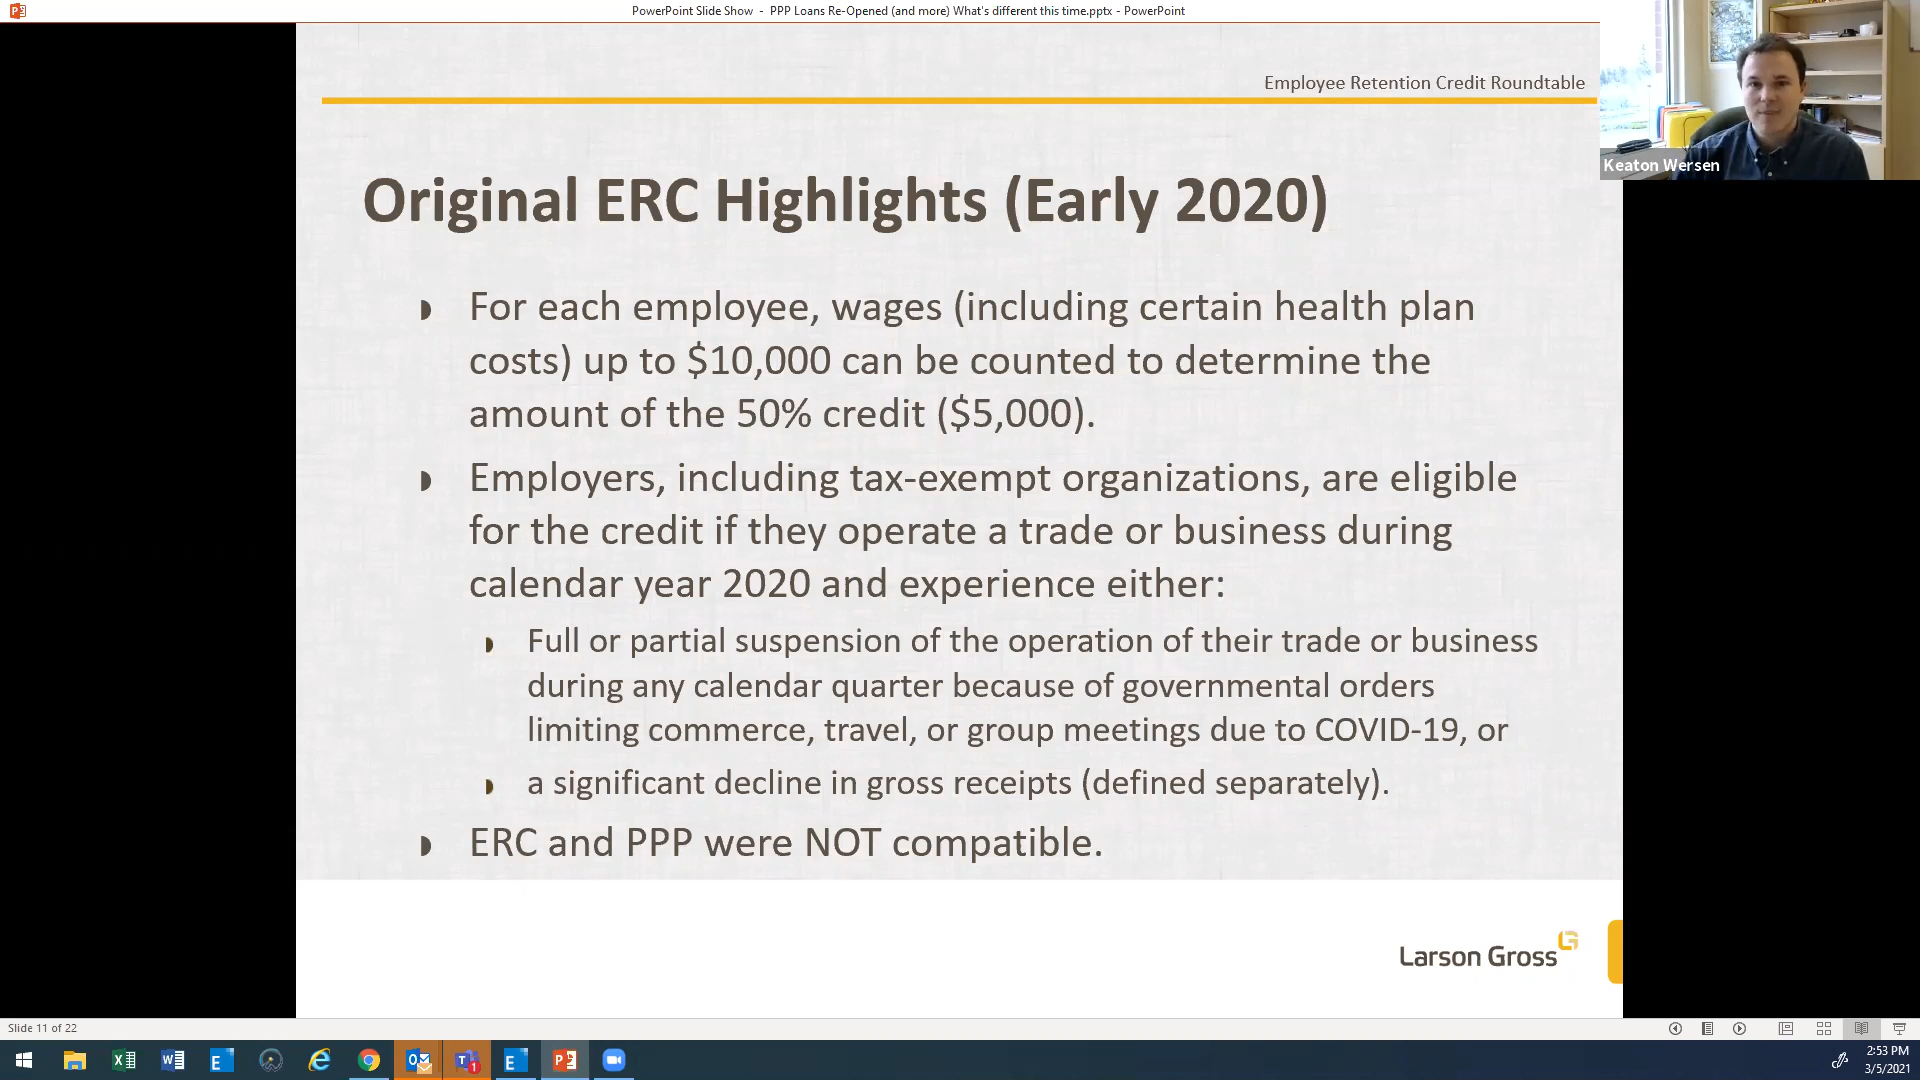 PowerPoint Slide Show - PPP Loans Re-Opened (and more) What's different this time.pptx - PowerPoint
Employee Retention Credit Roundtable
Keaton Wersen
Original ERC Highlights (Early 2020)
For each employee, wages (including certain health plan
costs) up to $10,000 can be counted to determine the
amount of the 50% credit ($5,000).
Employers, including tax-exempt organizations, are eligible
for the credit if they operate a trade or business during
calendar year 2020 and experience either:
Full or partial suspension of the operation of their trade or business
during any calendar quarter because of governmental orders
limiting commerce, travel, or group meetings due to COVID-19, or
a significant decline in gross receipts (defined separately).
ERC and PPP were NOT compatible.
Larson Gross
Slide 11 of 22
2:53 PM
3/5/2021